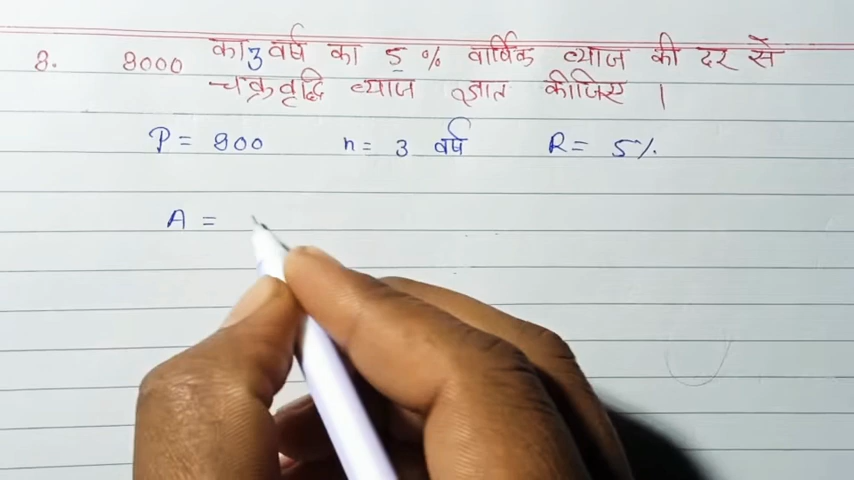 8. 8000 का 3 वर्ष का 5 % वार्षिक व्याज की दर से
चक्रवृद्धि व्याज ज्ञात कीजिए ।
P = 800 n = 3 वर्ष R = 5%
A =